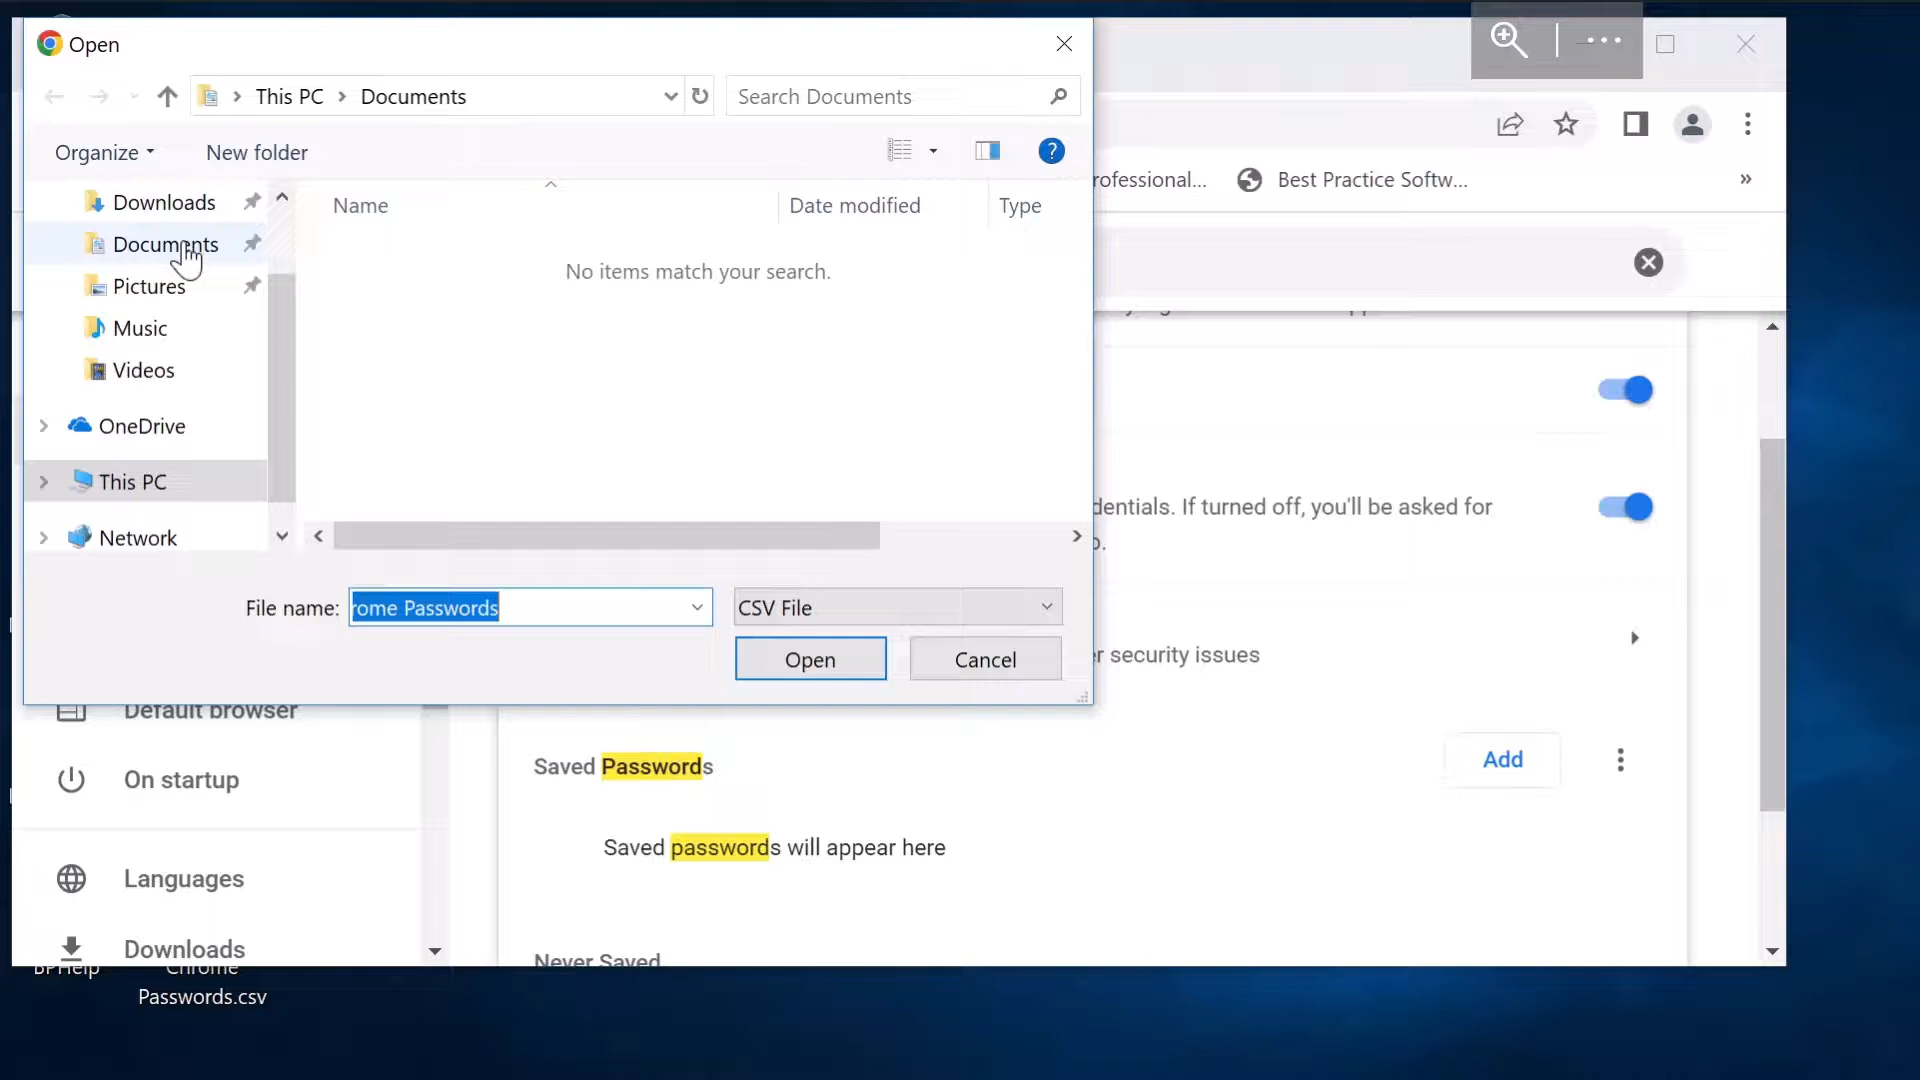 Open
This PC
Documents
Search Documents
Organize
New folder
?
rofessional...
Best Practice Softw...
»
Downloads
Documents
Pictures
Music
Videos
OneDrive
This PC
Network
Name
Date modified
Type
No items match your search.
dentials. If turned off, you'll be asked for
File name:
rome Passwords
CSV File
Open
Cancel
r security issues
Default browser
On startup
Languages
Downloads
Saved Passwords
Add
Saved passwords will appear here
Never Saved
BPHelp
Chrome
Passwords.csv